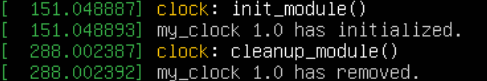 [  151.048887] clock: init_module()
[  151.048893] my_clock 1.0 has initialized.
[  288.002387] clock: cleanup_module()
[  288.002392] my_clock 1.0 has removed.